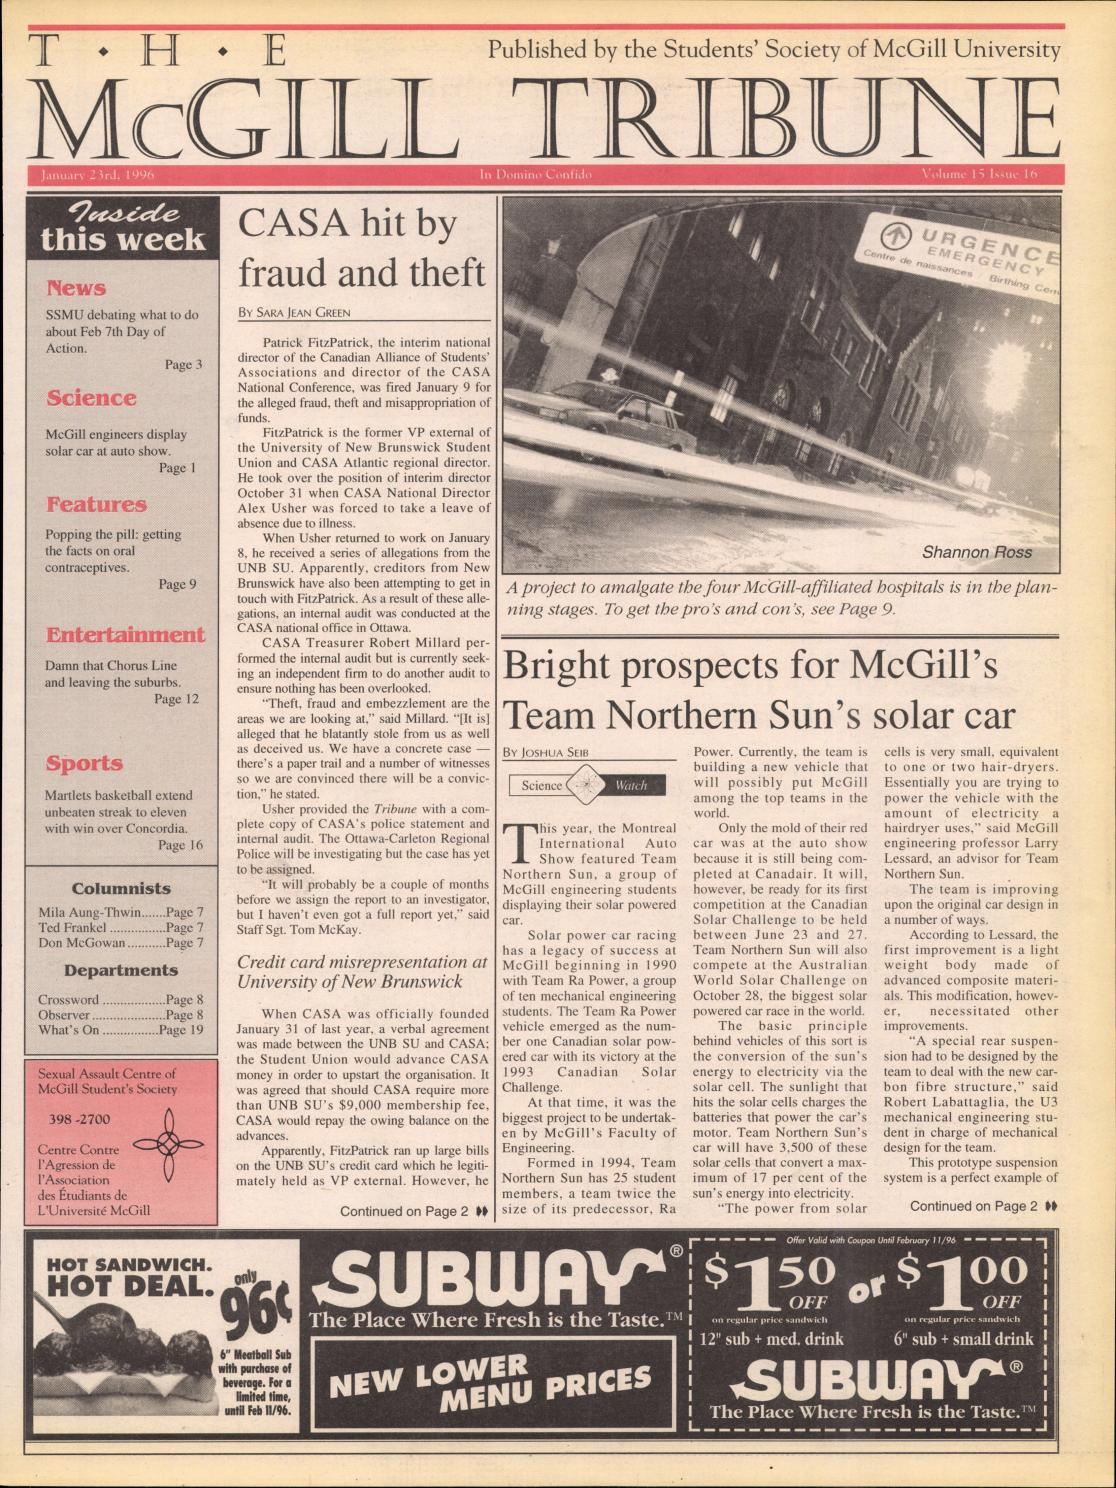 T • H • E
Published by the Students' Society of McGill University
McGILL TRIBUNE
January 23rd, 1996
In Domino Confido
Volume 15 Issue 16
Inside
this week
News
SSMU debating what to do
about Feb 7th Day of
Action.
Page 3
Science
McGill engineers display
solar car at auto show.
Page 1
Features
Popping the pill: getting
the facts on oral
contraceptives.
Page 9
Entertainment
Damn that Chorus Line
and leaving the suburbs.
Page 12
Sports
Martlets basketball extend
unbeaten streak to eleven
with win over Concordia.
Page 16
Columnists
Mila Aung-Thwin.......Page 7
Ted Frankel ...............Page 7
Don McGowan ..........Page 7
Departments
Crossword .................Page 8
Observer ....................Page 8
What's On ...............Page 19
Sexual Assault Centre of
McGill Student's Society
398 -2700
Centre Contre
l'Agression de
l'Association
des Étudiants de
L'Université McGill
CASA hit by
fraud and theft
BY SARA JEAN GREEN
Patrick FitzPatrick, the interim national
director of the Canadian Alliance of Students'
Associations and director of the CASA
National Conference, was fired January 9 for
the alleged fraud, theft and misappropriation of
funds.
FitzPatrick is the former VP external of
the University of New Brunswick Student
Union and CASA Atlantic regional director.
He took over the position of interim director
October 31 when CASA National Director
Alex Usher was forced to take a leave of
absence due to illness.
When Usher returned to work on January
8, he received a series of allegations from the
UNB SU. Apparently, creditors from New
Brunswick have also been attempting to get in
touch with FitzPatrick. As a result of these alle-
gations, an internal audit was conducted at the
CASA national office in Ottawa.
CASA Treasurer Robert Millard per-
formed the internal audit but is currently seek-
ing an independent firm to do another audit to
ensure nothing has been overlooked.
"Theft, fraud and embezzlement are the
areas we are looking at," said Millard. "[It is]
alleged that he blatantly stole from us as well
as deceived us. We have a concrete case —
there's a paper trail and a number of witnesses
so we are convinced there will be a convic-
tion," he stated.
Usher provided the Tribune with a com-
plete copy of CASA's police statement and
internal audit. The Ottawa-Carleton Regional
Police will be investigating but the case has yet
to be assigned.
"It will probably be a couple of months
before we assign the report to an investigator,
but I haven't even got a full report yet," said
Staff Sgt. Tom McKay.
Credit card misrepresentation at
University of New Brunswick
When CASA was officially founded
January 31 of last year, a verbal agreement
was made between the UNB SU and CASA;
the Student Union would advance CASA
money in order to upstart the organisation. It
was agreed that should CASA require more
than UNB SU's $9,000 membership fee,
CASA would repay the owing balance on the
advances.
Apparently, FitzPatrick ran up large bills
on the UNB SU's credit card which he legiti-
mately held as VP external. However, he
Continued on Page 2
URGENCE
EMERGENCY
Centre de naissances / Birthing Cen
Shannon Ross
A project to amalgate the four McGill-affiliated hospitals is in the plan-
ning stages. To get the pro's and con's, see Page 9.
Bright prospects for McGill's
Team Northern Sun's solar car
BY JOSHUA SEIB
Science Watch
This year, the Montreal
International Auto
Show featured Team
Northern Sun, a group of
McGill engineering students
displaying their solar powered
car.
Solar power car racing
has a legacy of success at
McGill beginning in 1990
with Team Ra Power, a group
of ten mechanical engineering
students. The Team Ra Power
vehicle emerged as the num-
ber one Canadian solar pow-
ered car with its victory at the
1993 Canadian Solar
Challenge.
At that time, it was the
biggest project to be undertak-
en by McGill's Faculty of
Engineering.
Formed in 1994, Team
Northern Sun has 25 student
members, a team twice the
size of its predecessor, Ra
Power. Currently, the team is
building a new vehicle that
will possibly put McGill
among the top teams in the
world.
Only the mold of their red
car was at the auto show
because it is still being com-
pleted at Canadair. It will,
however, be ready for its first
competition at the Canadian
Solar Challenge to be held
between June 23 and 27.
Team Northern Sun will also
compete at the Australian
World Solar Challenge on
October 28, the biggest solar
powered car race in the world.
The basic principle
behind vehicles of this sort is
the conversion of the sun's
energy to electricity via the
solar cell. The sunlight that
hits the solar cells charges the
batteries that power the car's
motor. Team Northern Sun's
car will have 3,500 of these
solar cells that convert a max-
imum of 17 per cent of the
sun's energy into electricity.
"The power from solar
cells is very small, equivalent
to one or two hair-dryers.
Essentially you are trying to
power the vehicle with the
amount of electricity a
hairdryer uses," said McGill
engineering professor Larry
Lessard, an advisor for Team
Northern Sun.
The team is improving
upon the original car design in
a number of ways.
According to Lessard, the
first improvement is a light
weight body made of
advanced composite materi-
als. This modification, howev-
er, necessitated other
improvements.
"A special rear suspen-
sion had to be designed by the
team to deal with the new car-
bon fibre structure," said
Robert Labattaglia, the U3
mechanical engineering stu-
dent in charge of mechanical
design for the team.
This prototype suspension
system is a perfect example of
Continued on Page 2
HOT SANDWICH.
HOT DEAL.
only
96¢
6" Meatball Sub
with purchase of
beverage. For a
limited time,
until Feb 11/96.
SUBWAY®
The Place Where Fresh is the Taste.™
NEW LOWER
MENU PRICES
Offer Valid with Coupon Until February 11/96
$150 OFF
on regular price sandwich
12" sub + med. drink
or
$100 OFF
on regular price sandwich
6" sub + small drink
SUBWAY®
The Place Where Fresh is the Taste.™